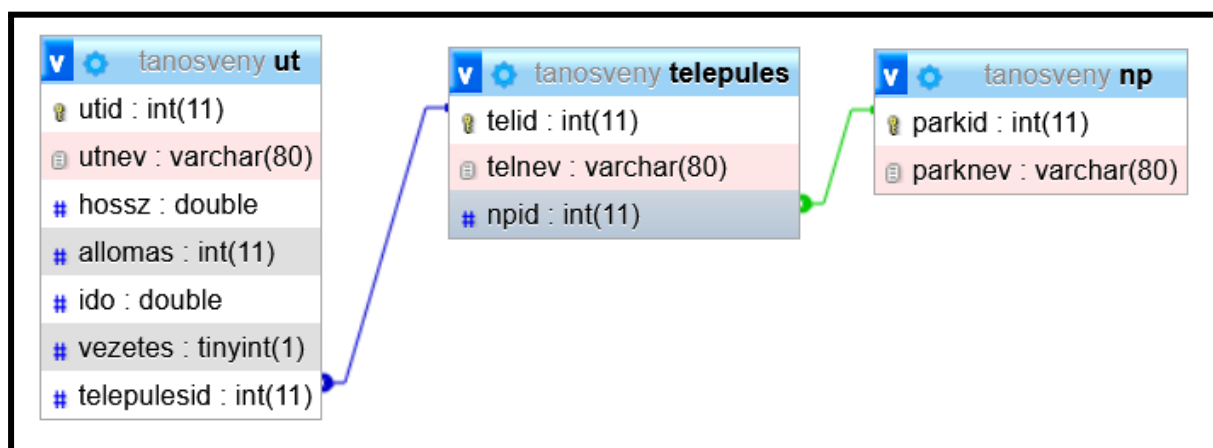 v tanosveny ut
utid : int(11)
utnev : varchar(80)
# hossz : double
# allomas : int(11)
# ido : double
# vezetes : tinyint(1)
# telepulesid : int(11)
v tanosveny telepules
telid : int(11)
telnev : varchar(80)
# npid : int(11)
v tanosveny np
parkid : int(11)
parknev : varchar(80)